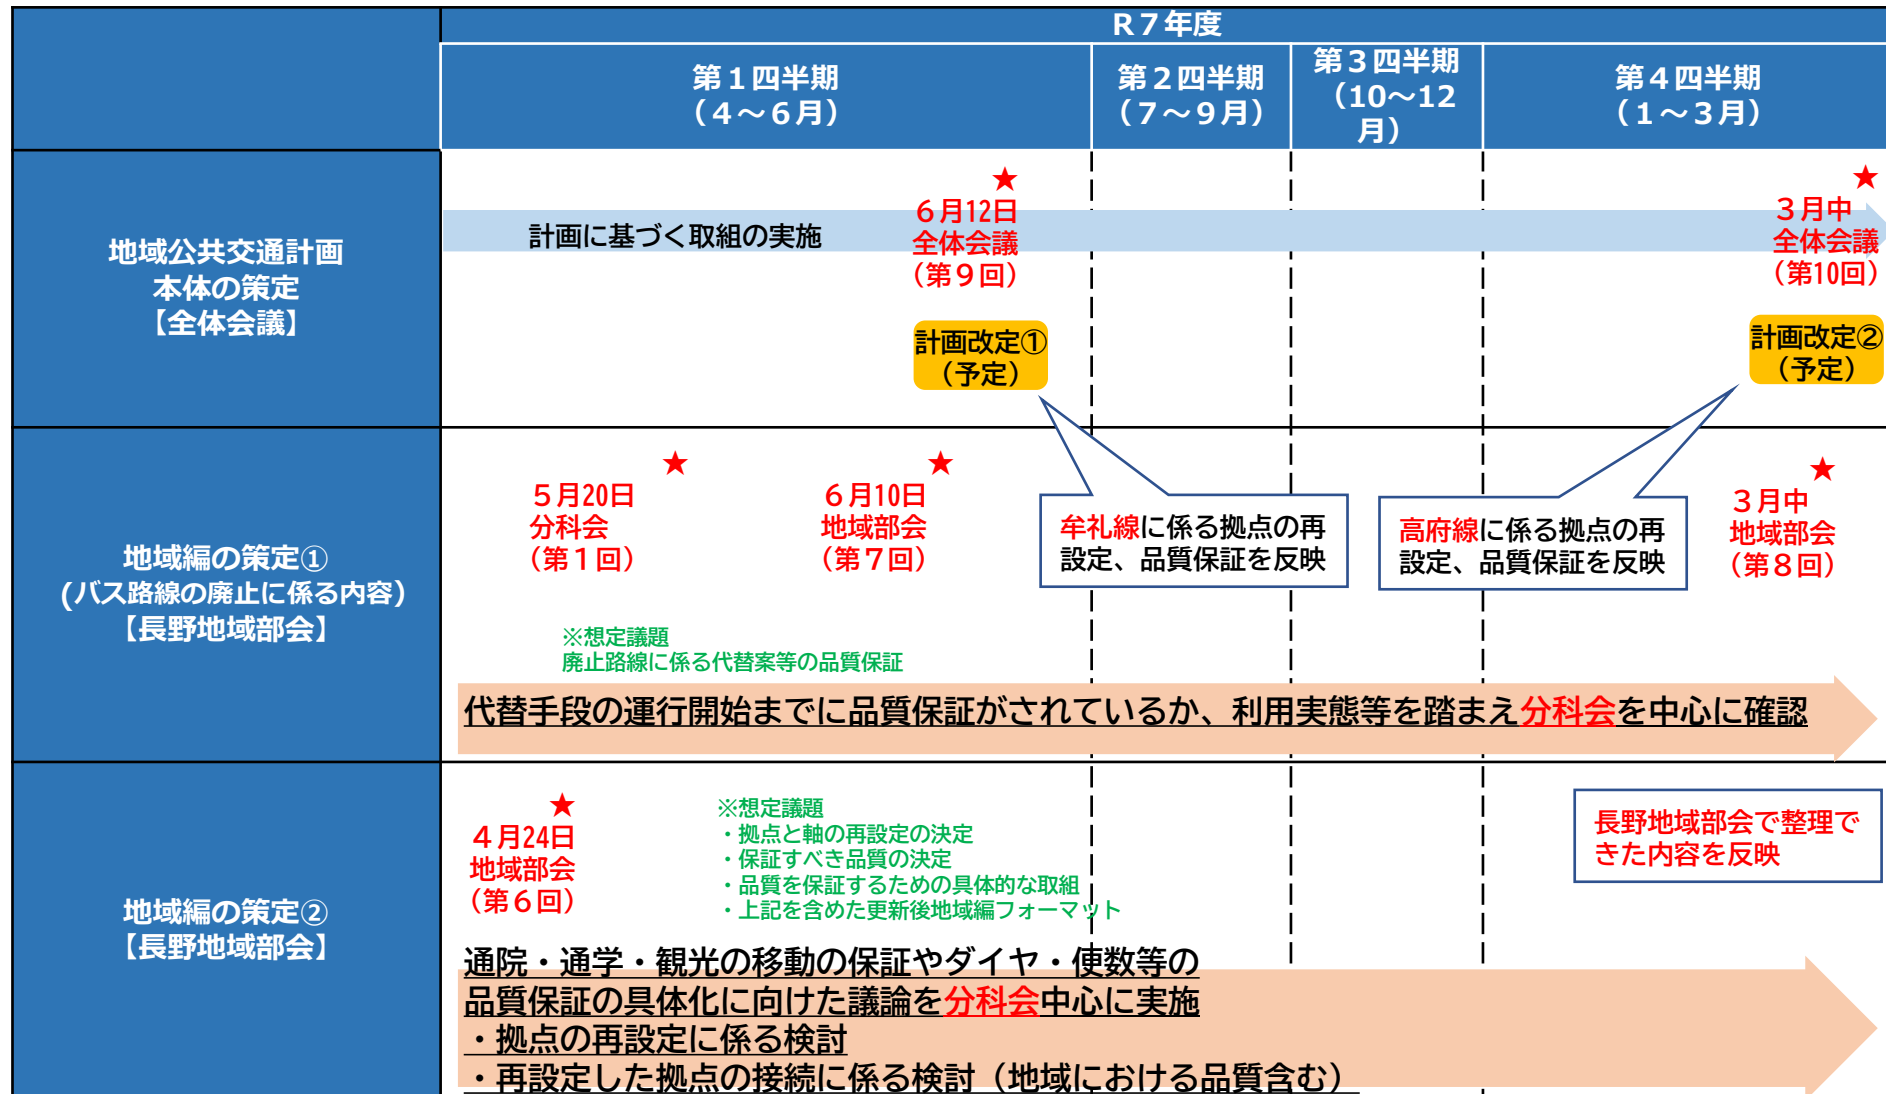 R７年度
第１四半期
（４～６月）
第２四半期
（７～９月）
第３四半期
（10～12
月）
第４四半期
（１～３月）
地域公共交通計画
本体の策定
【全体会議】
計画に基づく取組の実施
★
６月12日
全体会議
（第９回）
★
３月中
全体会議
（第10回）
計画改定①
（予定）
計画改定②
（予定）
地域編の策定①
(バス路線の廃止に係る内容）
【長野地域部会】
★
５月20日
分科会
（第１回）
★
６月10日
地域部会
（第７回）
牟礼線に係る拠点の再
設定、品質保証を反映
高府線に係る拠点の再
設定、品質保証を反映
★
３月中
地域部会
（第８回）
※想定議題
廃止路線に係る代替案等の品質保証
代替手段の運行開始までに品質保証がされているか、利用実態等を踏まえ分科会を中心に確認
地域編の策定②
【長野地域部会】
★
４月24日
地域部会
（第６回）
※想定議題
・拠点と軸の再設定の決定
・保証すべき品質の決定
・品質を保証するための具体的な取組
・上記を含めた更新後地域編フォーマット
長野地域部会で整理で
きた内容を反映
通院・通学・観光の移動の保証やダイヤ・便数等の
品質保証の具体化に向けた議論を分科会中心に実施
・拠点の再設定に係る検討
・再設定した拠点の接続に係る検討（地域における品質含む）